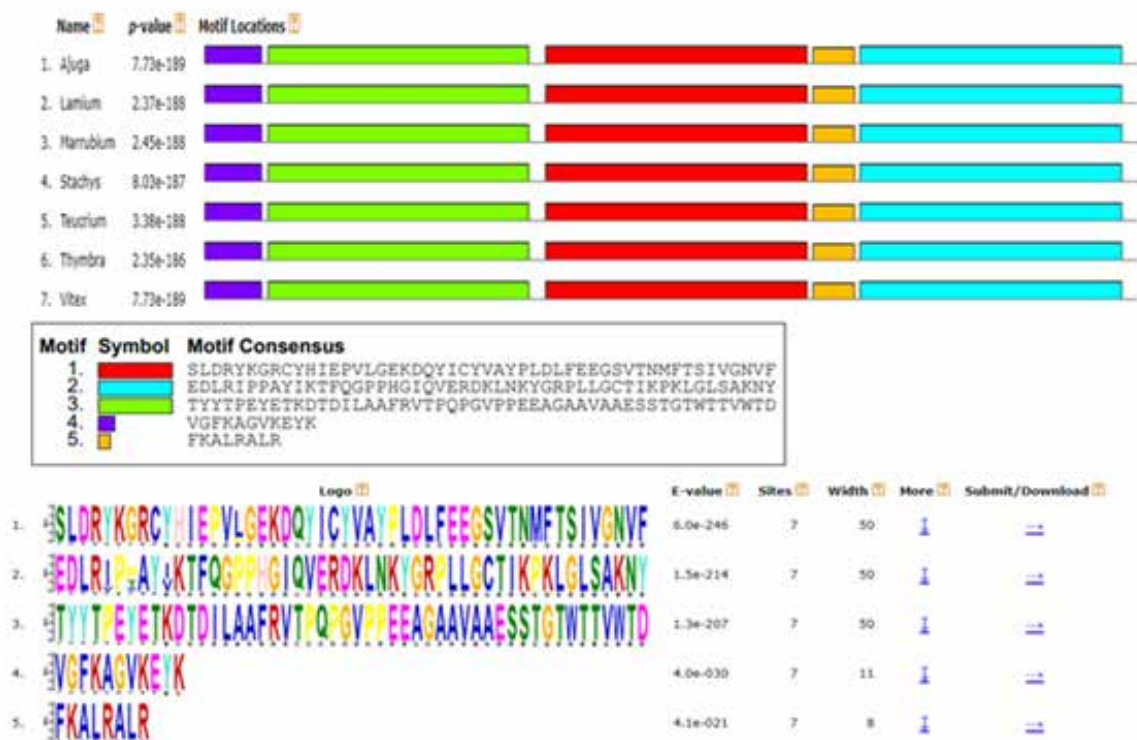 Name p-value Motif Locations
1. Ajuga 7.73e-189
2. Lamium 2.37e-188
3. Marrubium 2.45e-188
4. Stachys 8.03e-187
5. Teucrium 3.38e-188
6. Thymbra 2.35e-186
7. Vitex 7.73e-189
Motif Symbol Motif Consensus
1. SLDRYKGRCYHIEPVLGEKDQYICYVAYPLDLFEEGSVTNMFTSIVGNVF
2. EDLRIPPAYIKTFQGPPHGIQVERDKLNKYGRPLLGCTIKPKLGLSAKNY
3. TYYTPEYETKDTDILAAFRVTPQPGVPPEEAGAAVAAESSTGTWTTVWTD
4. VGFKAGVKEYK
5. FKALRALR
Logo E-value Sites Width More Submit/Download
1. SLDRYKGRCYHIEPVLGEKDQYICYVAYPLDLFEEGSVTNMFTSIVGNVF 6.0e-246 7 50
2. EDLRIP AY KTFQGPPHGIQVERDKLNKYGRPLLGCTIKPKLGLSAKNY 1.5e-214 7 50
3. TYYTPEYETKDTDILAAFRVTPQPGVPPEEAGAAVAAESSTGTWTTVWTD 1.3e-207 7 50
4. VGFKAGVKEYK 4.0e-030 7 11
5. FKALRALR 4.1e-021 7 8